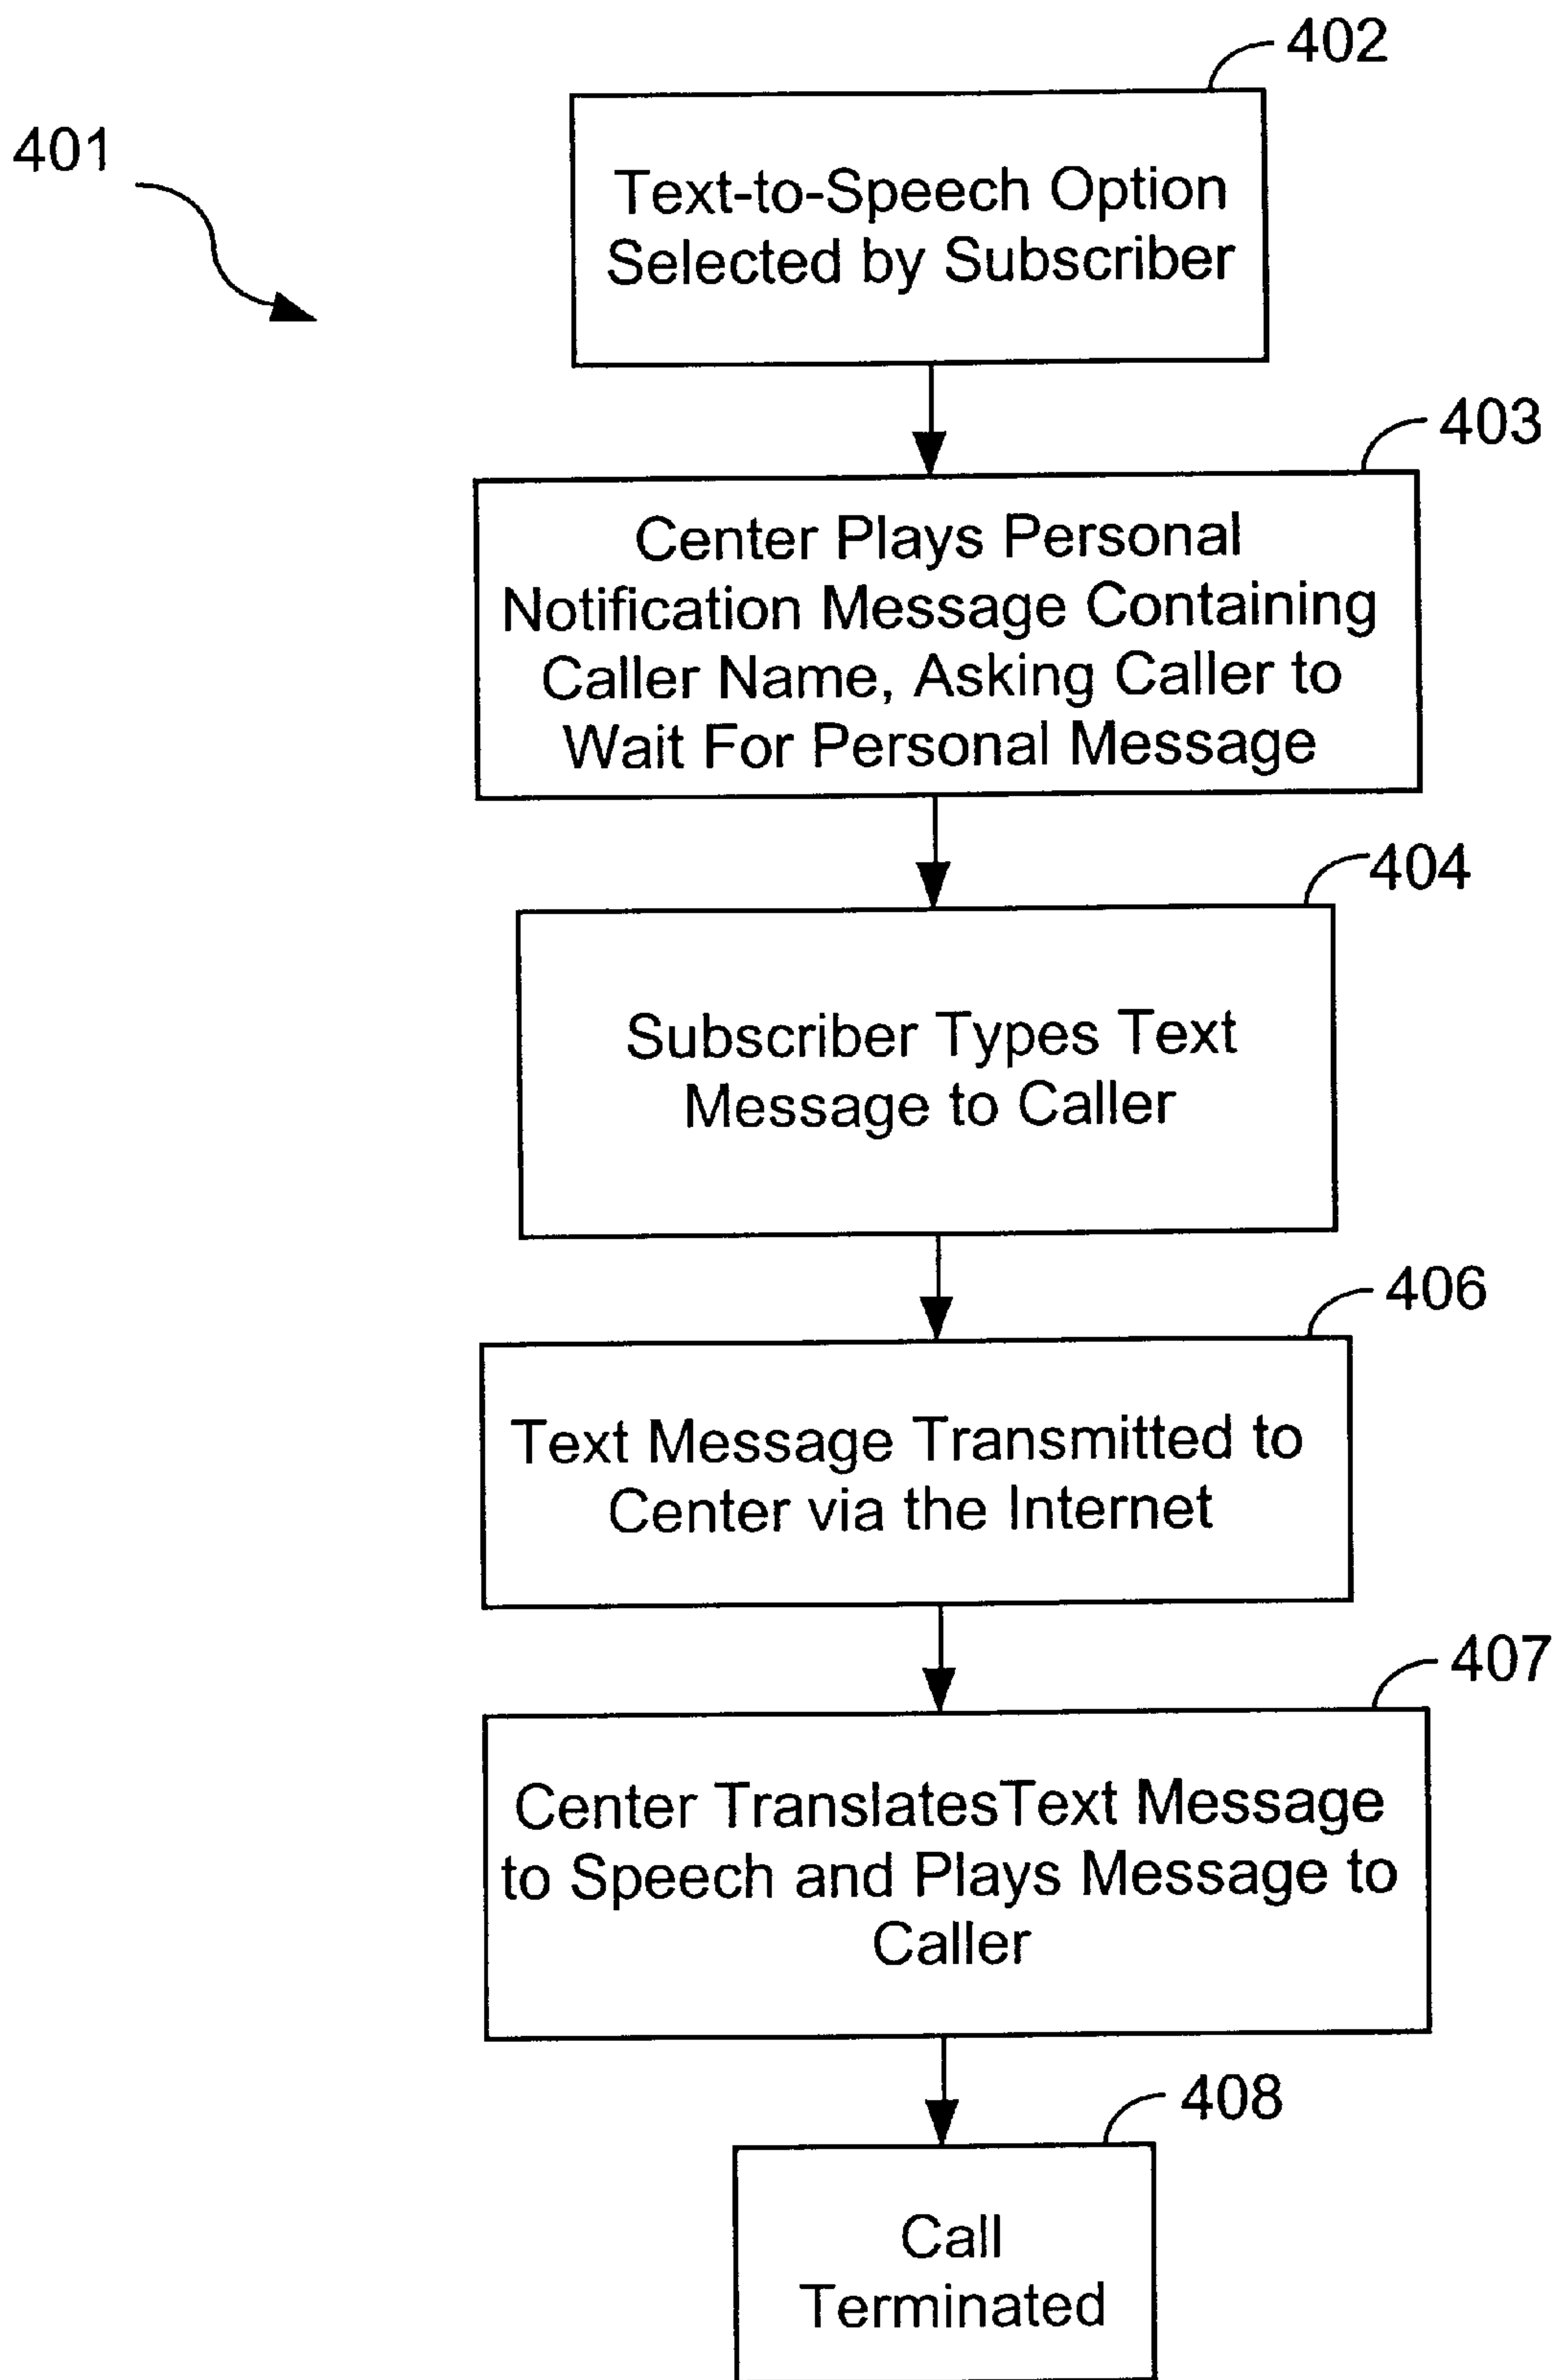 402
401
Text-to-Speech Option
Selected by Subscriber
403
Center Plays Personal
Notification Message Containing
Caller Name, Asking Caller to
Wait For Personal Message
404
Subscriber Types Text
Message to Caller
406
Text Message Transmitted to
Center via the Internet
407
Center TranslatesText Message
to Speech and Plays Message to
Caller
408
Call
Terminated